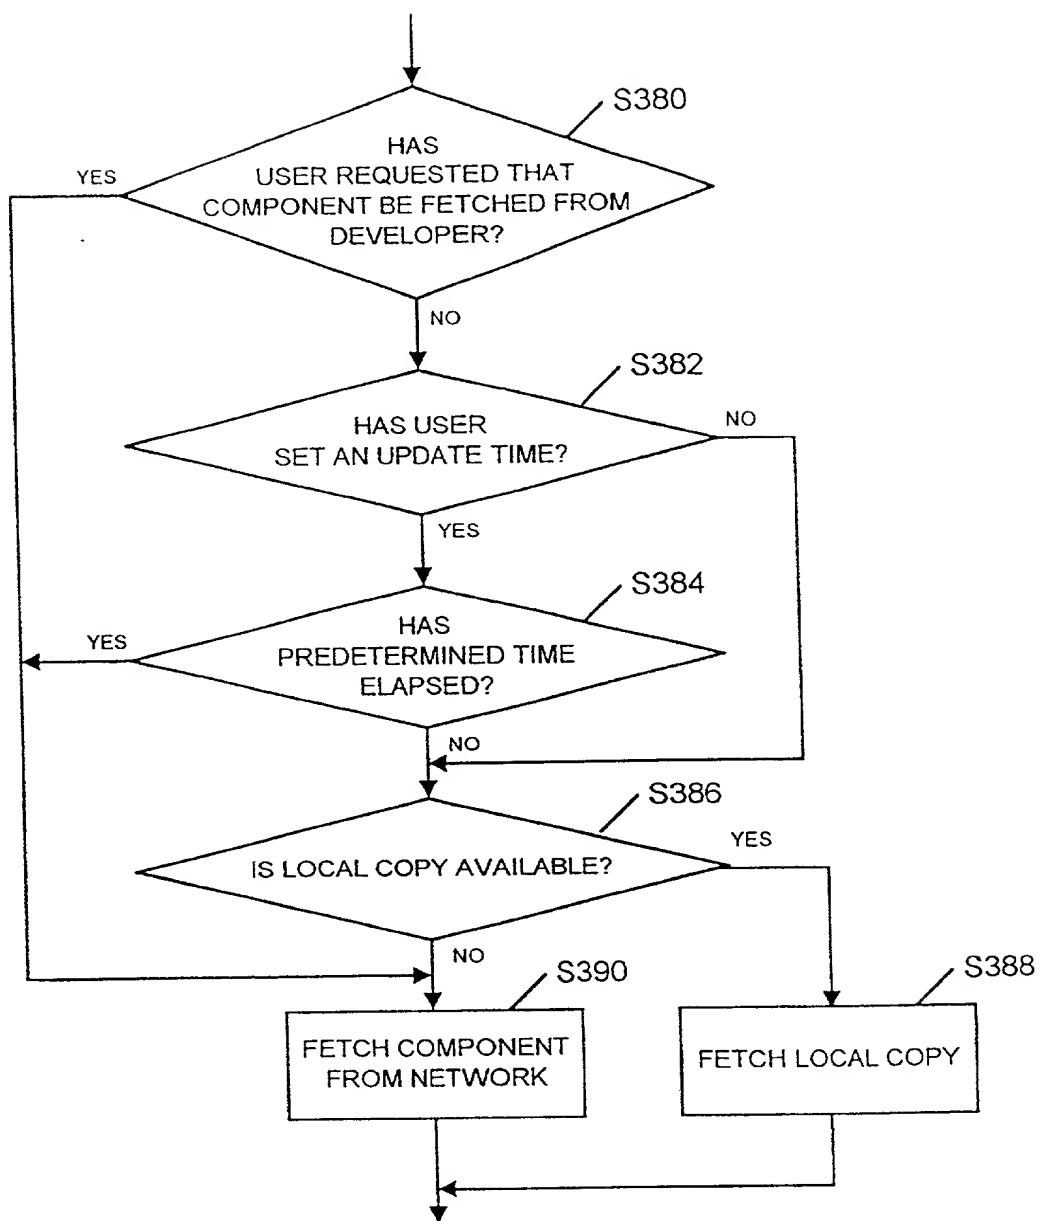 S380
HAS
USER REQUESTED THAT
COMPONENT BE FETCHED FROM
DEVELOPER?
YES
NO
S382
HAS USER
SET AN UPDATE TIME?
NO
YES
S384
HAS
PREDETERMINED TIME
ELAPSED?
YES
NO
S386
IS LOCAL COPY AVAILABLE?
YES
NO
S390
FETCH COMPONENT
FROM NETWORK
S388
FETCH LOCAL COPY